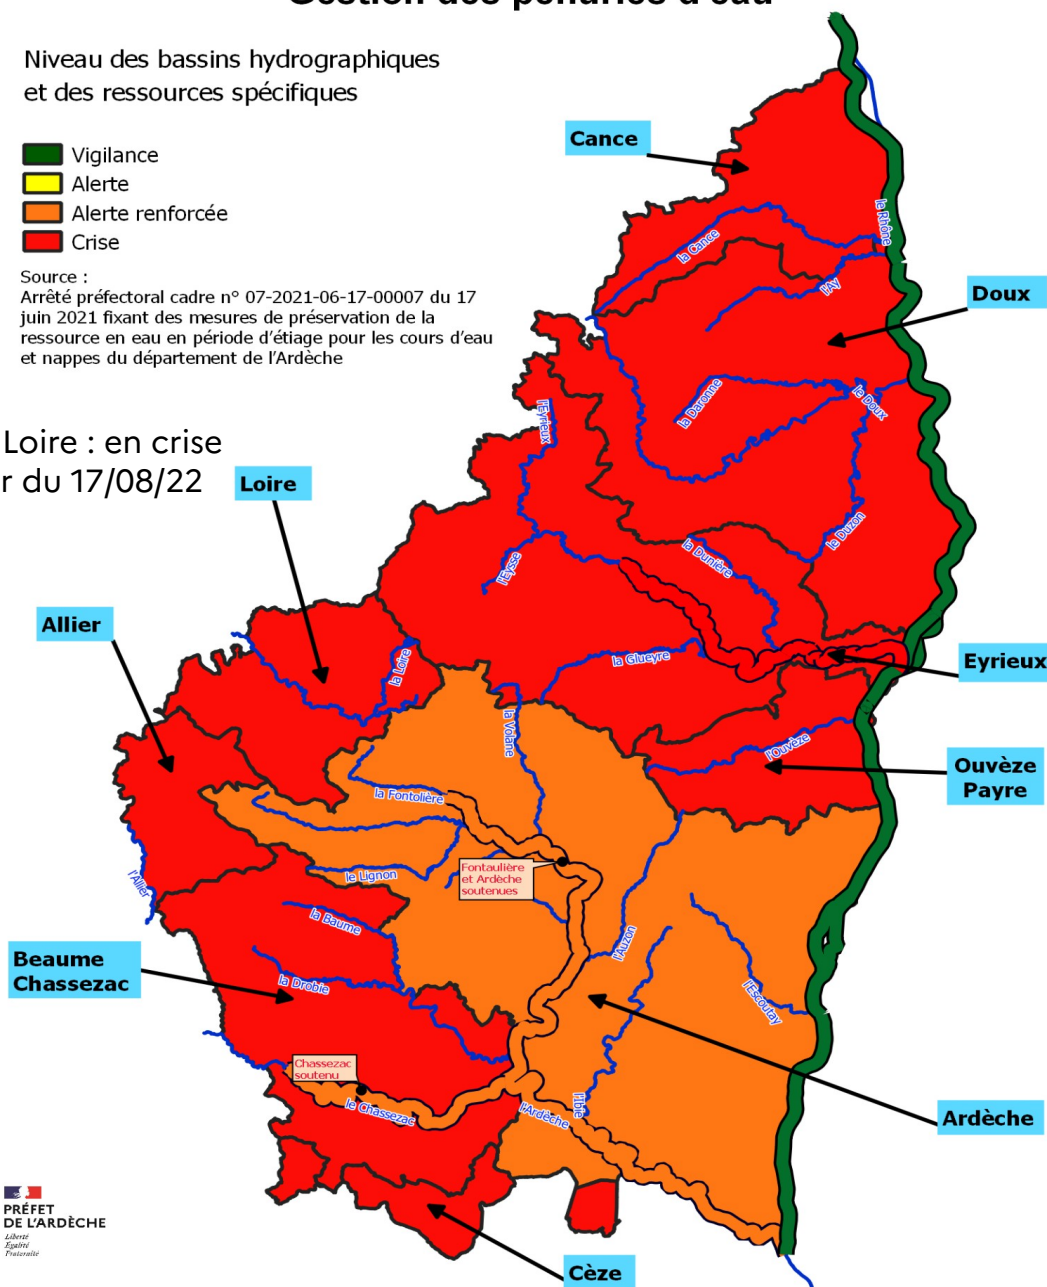 Gestion des pénuries d'eau
Niveau des bassins hydrographiques
et des ressources spécifiques
Vigilance
Alerte
Alerte renforcée
Crise
Source :
Arrêté préfectoral cadre n° 07-2021-06-17-00007 du 17
juin 2021 fixant des mesures de préservation de la
ressource en eau en période d'étiage pour les cours d'eau
et nappes du département de l'Ardèche
Loire : en crise
r du 17/08/22
Cance
le Rhône
la Cance
l'Ay
Doux
la Daronne
le Doux
l'Eyrieux
Loire
le Duzon
la Dunière
l'Eysse
Allier
la Loire
la Glueyre
Eyrieux
la Volane
l'Ouvèze
Ouvèze
Payre
la Fontolière
Fontaulière
et Ardèche
soutenues
le Lignon
l'Allier
la Baume
l'Auzon
Beaume
Chassezac
la Drobie
l'Escoutay
Chassezac
soutenu
le Chassezac
l'Ardèche
l'Ibie
Ardèche
PRÉFET
DE L'ARDÈCHE
Liberté
Égalité
Fraternité
Cèze